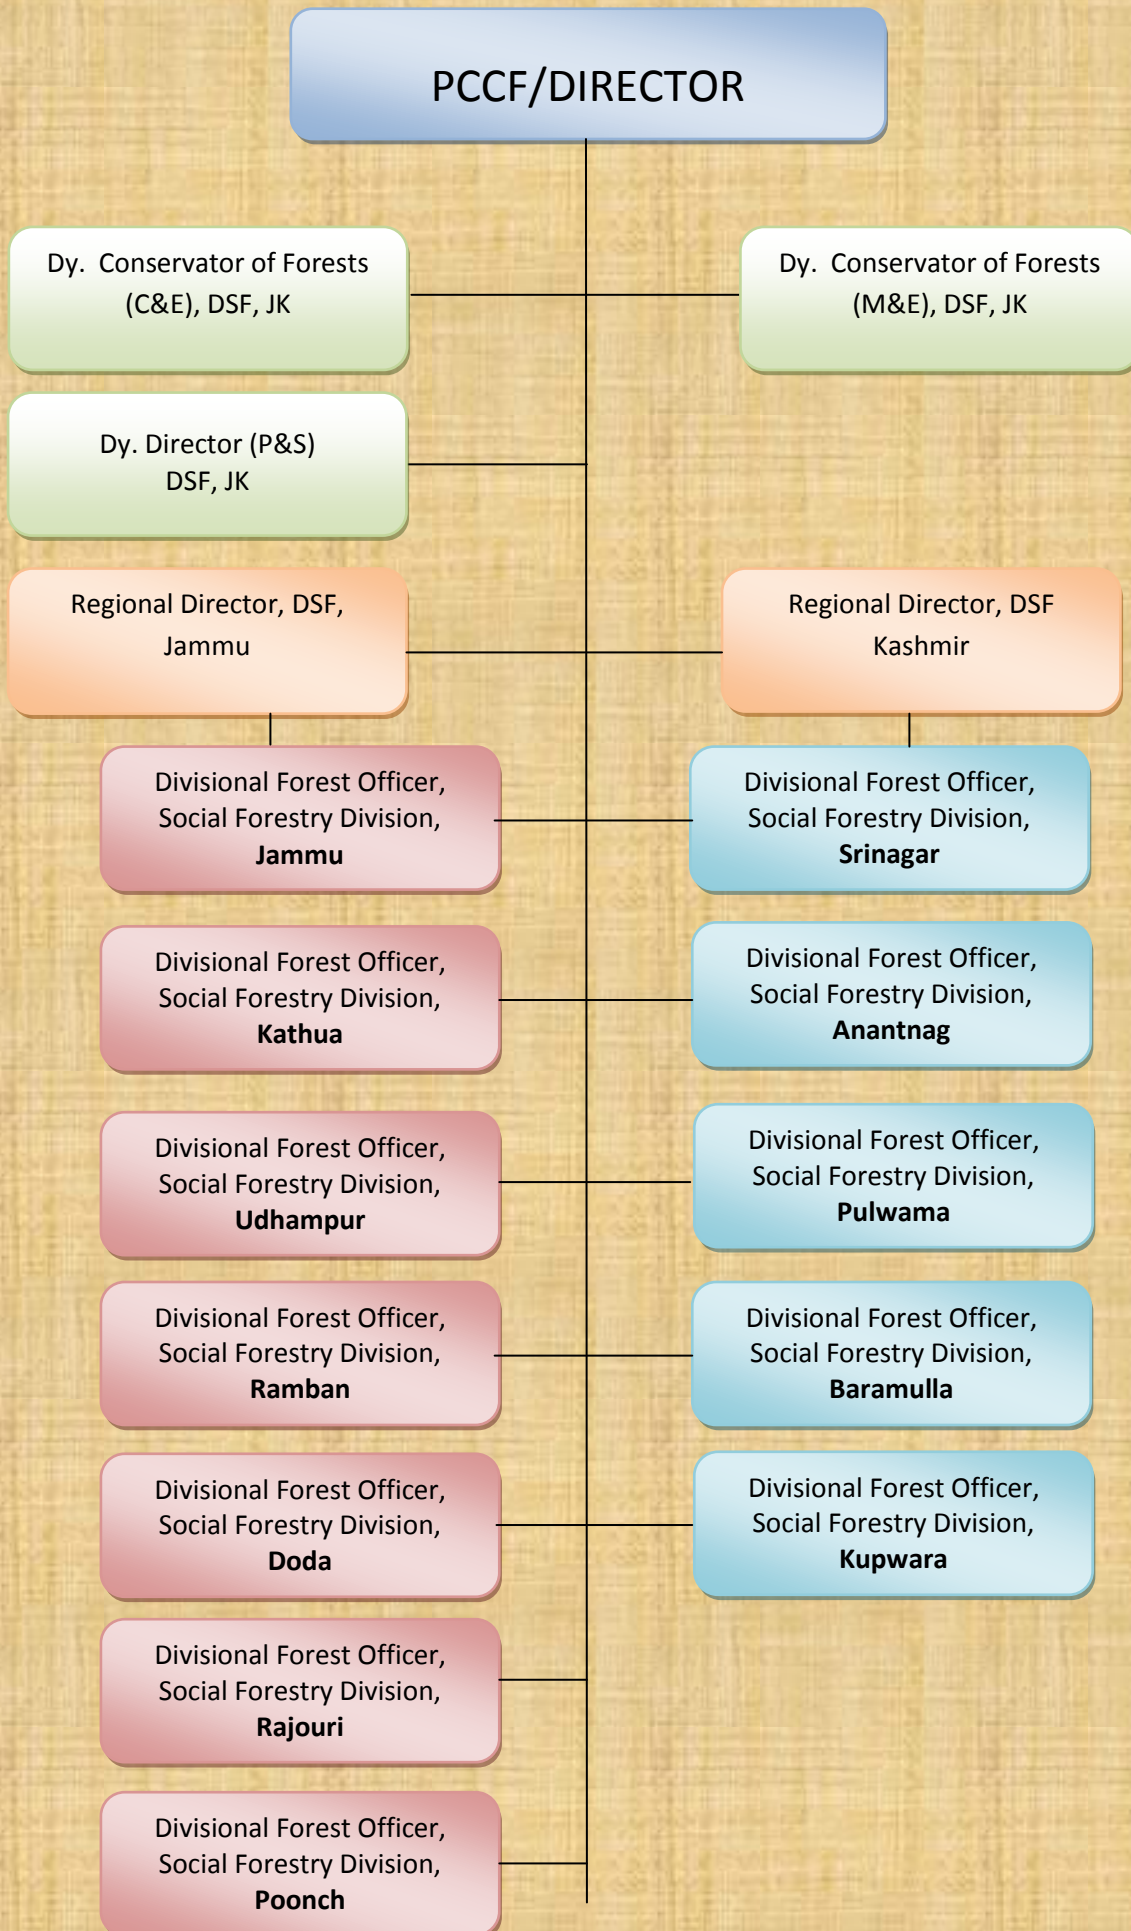 PCCF/DIRECTOR
Dy. Conservator of Forests
(C&E), DSF, JK
Dy. Conservator of Forests
(M&E), DSF, JK
Dy. Director (P&S)
DSF, JK
Regional Director, DSF,
Jammu
Regional Director, DSF
Kashmir
Divisional Forest Officer,
Social Forestry Division,
Jammu
Divisional Forest Officer,
Social Forestry Division,
Srinagar
Divisional Forest Officer,
Social Forestry Division,
Kathua
Divisional Forest Officer,
Social Forestry Division,
Anantnag
Divisional Forest Officer,
Social Forestry Division,
Udhampur
Divisional Forest Officer,
Social Forestry Division,
Pulwama
Divisional Forest Officer,
Social Forestry Division,
Ramban
Divisional Forest Officer,
Social Forestry Division,
Baramulla
Divisional Forest Officer,
Social Forestry Division,
Doda
Divisional Forest Officer,
Social Forestry Division,
Kupwara
Divisional Forest Officer,
Social Forestry Division,
Rajouri
Divisional Forest Officer,
Social Forestry Division,
Poonch